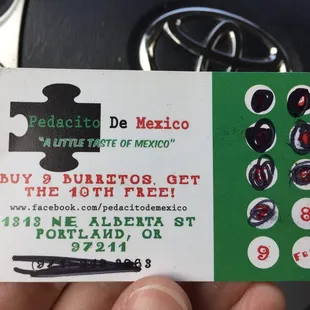 Pedacito De Mexico
"A LITTLE TASTE OF MEXICO"
BUY 9 BURRETOS, GET
THE 10TH FREE!
www.facebook.com/pedacitodemexico
1313 NE ALBERTA ST
PORTLAND, OR
97211
8
9